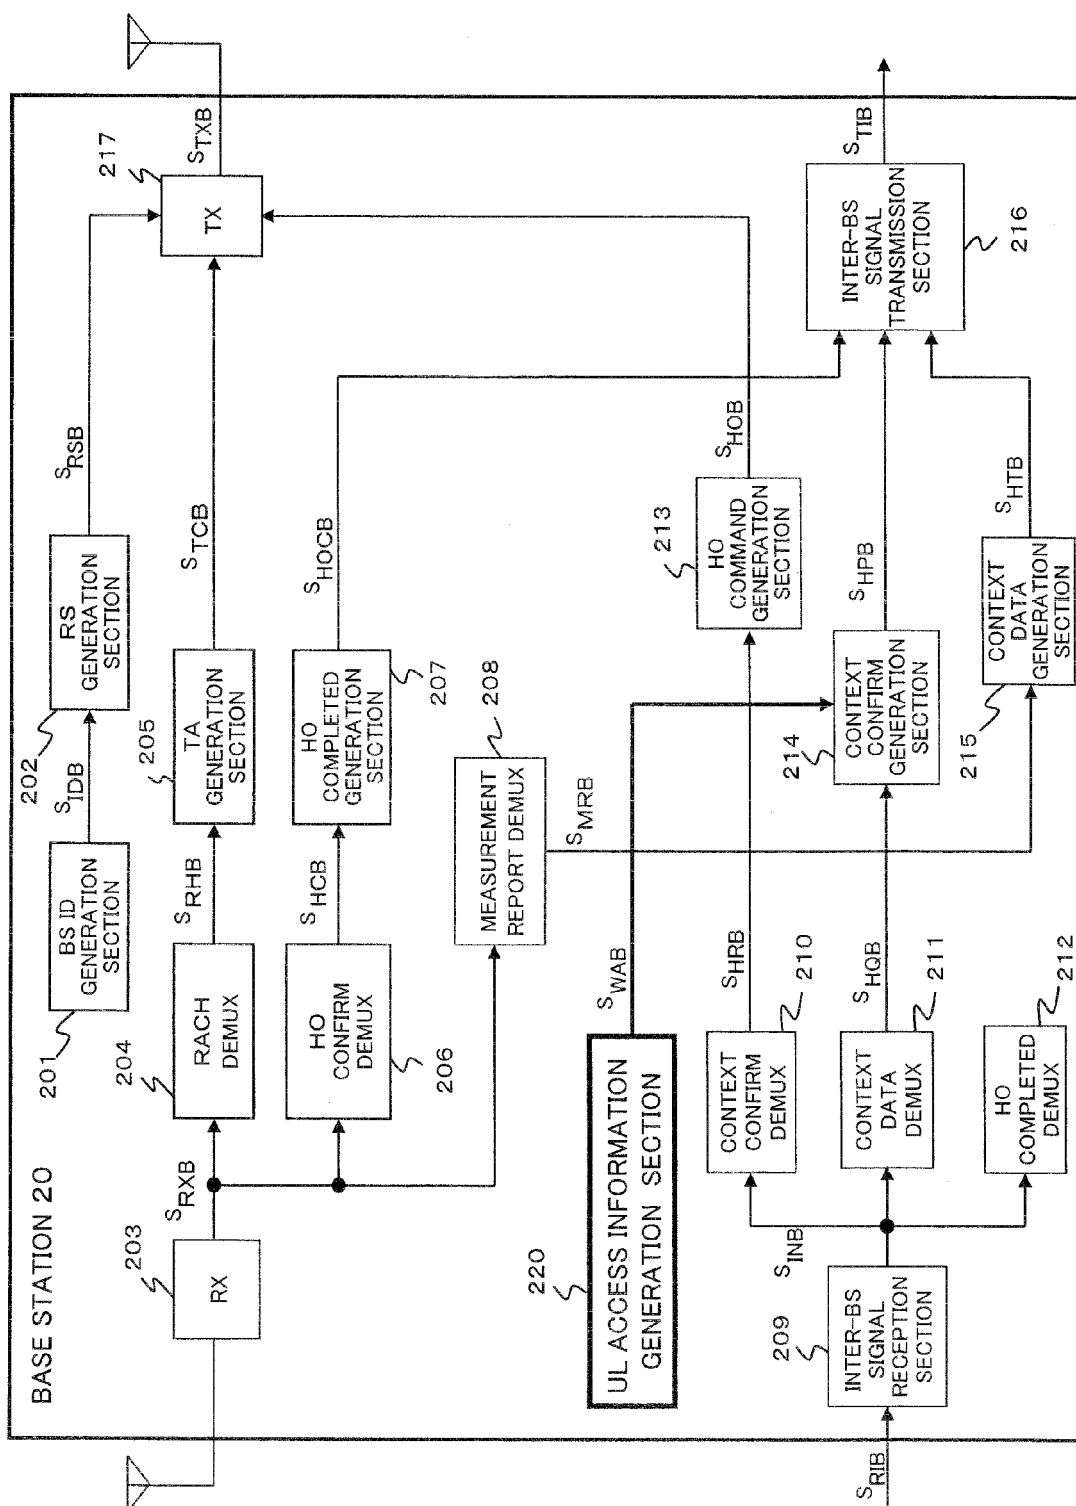 BASE STATION 20
201
BS ID
GENERATION
SECTION
SIDB
202
RS
GENERATION
SECTION
SRSB
217
TX
STXB
203
RX
SRXB
204
RACH
DEMUX
SRHB
205
TA
GENERATION
SECTION
STCB
HO
CONFIRM
DEMUX
206
SHCB
HO
COMPLETED
GENERATION
SECTION
207
SHOCB
MEASUREMENT
REPORT DEMUX
208
SMRB
220
UL ACCESS INFORMATION
GENERATION SECTION
SWAB
CONTEXT
CONFIRM
DEMUX
210
SHRB
213
HO
COMMAND
GENERATION
SECTION
SHOB
SRIB
209
INTER-BS
SIGNAL
RECEPTION
SECTION
SINB
CONTEXT
DATA
DEMUX
211
SHQB
214
CONTEXT
CONFIRM
GENERATION
SECTION
SHPB
INTER-BS
SIGNAL
TRANSMISSION
SECTION
216
STIB
HO
COMPLETED
DEMUX
212
215
CONTEXT
DATA
GENERATION
SECTION
SHTB